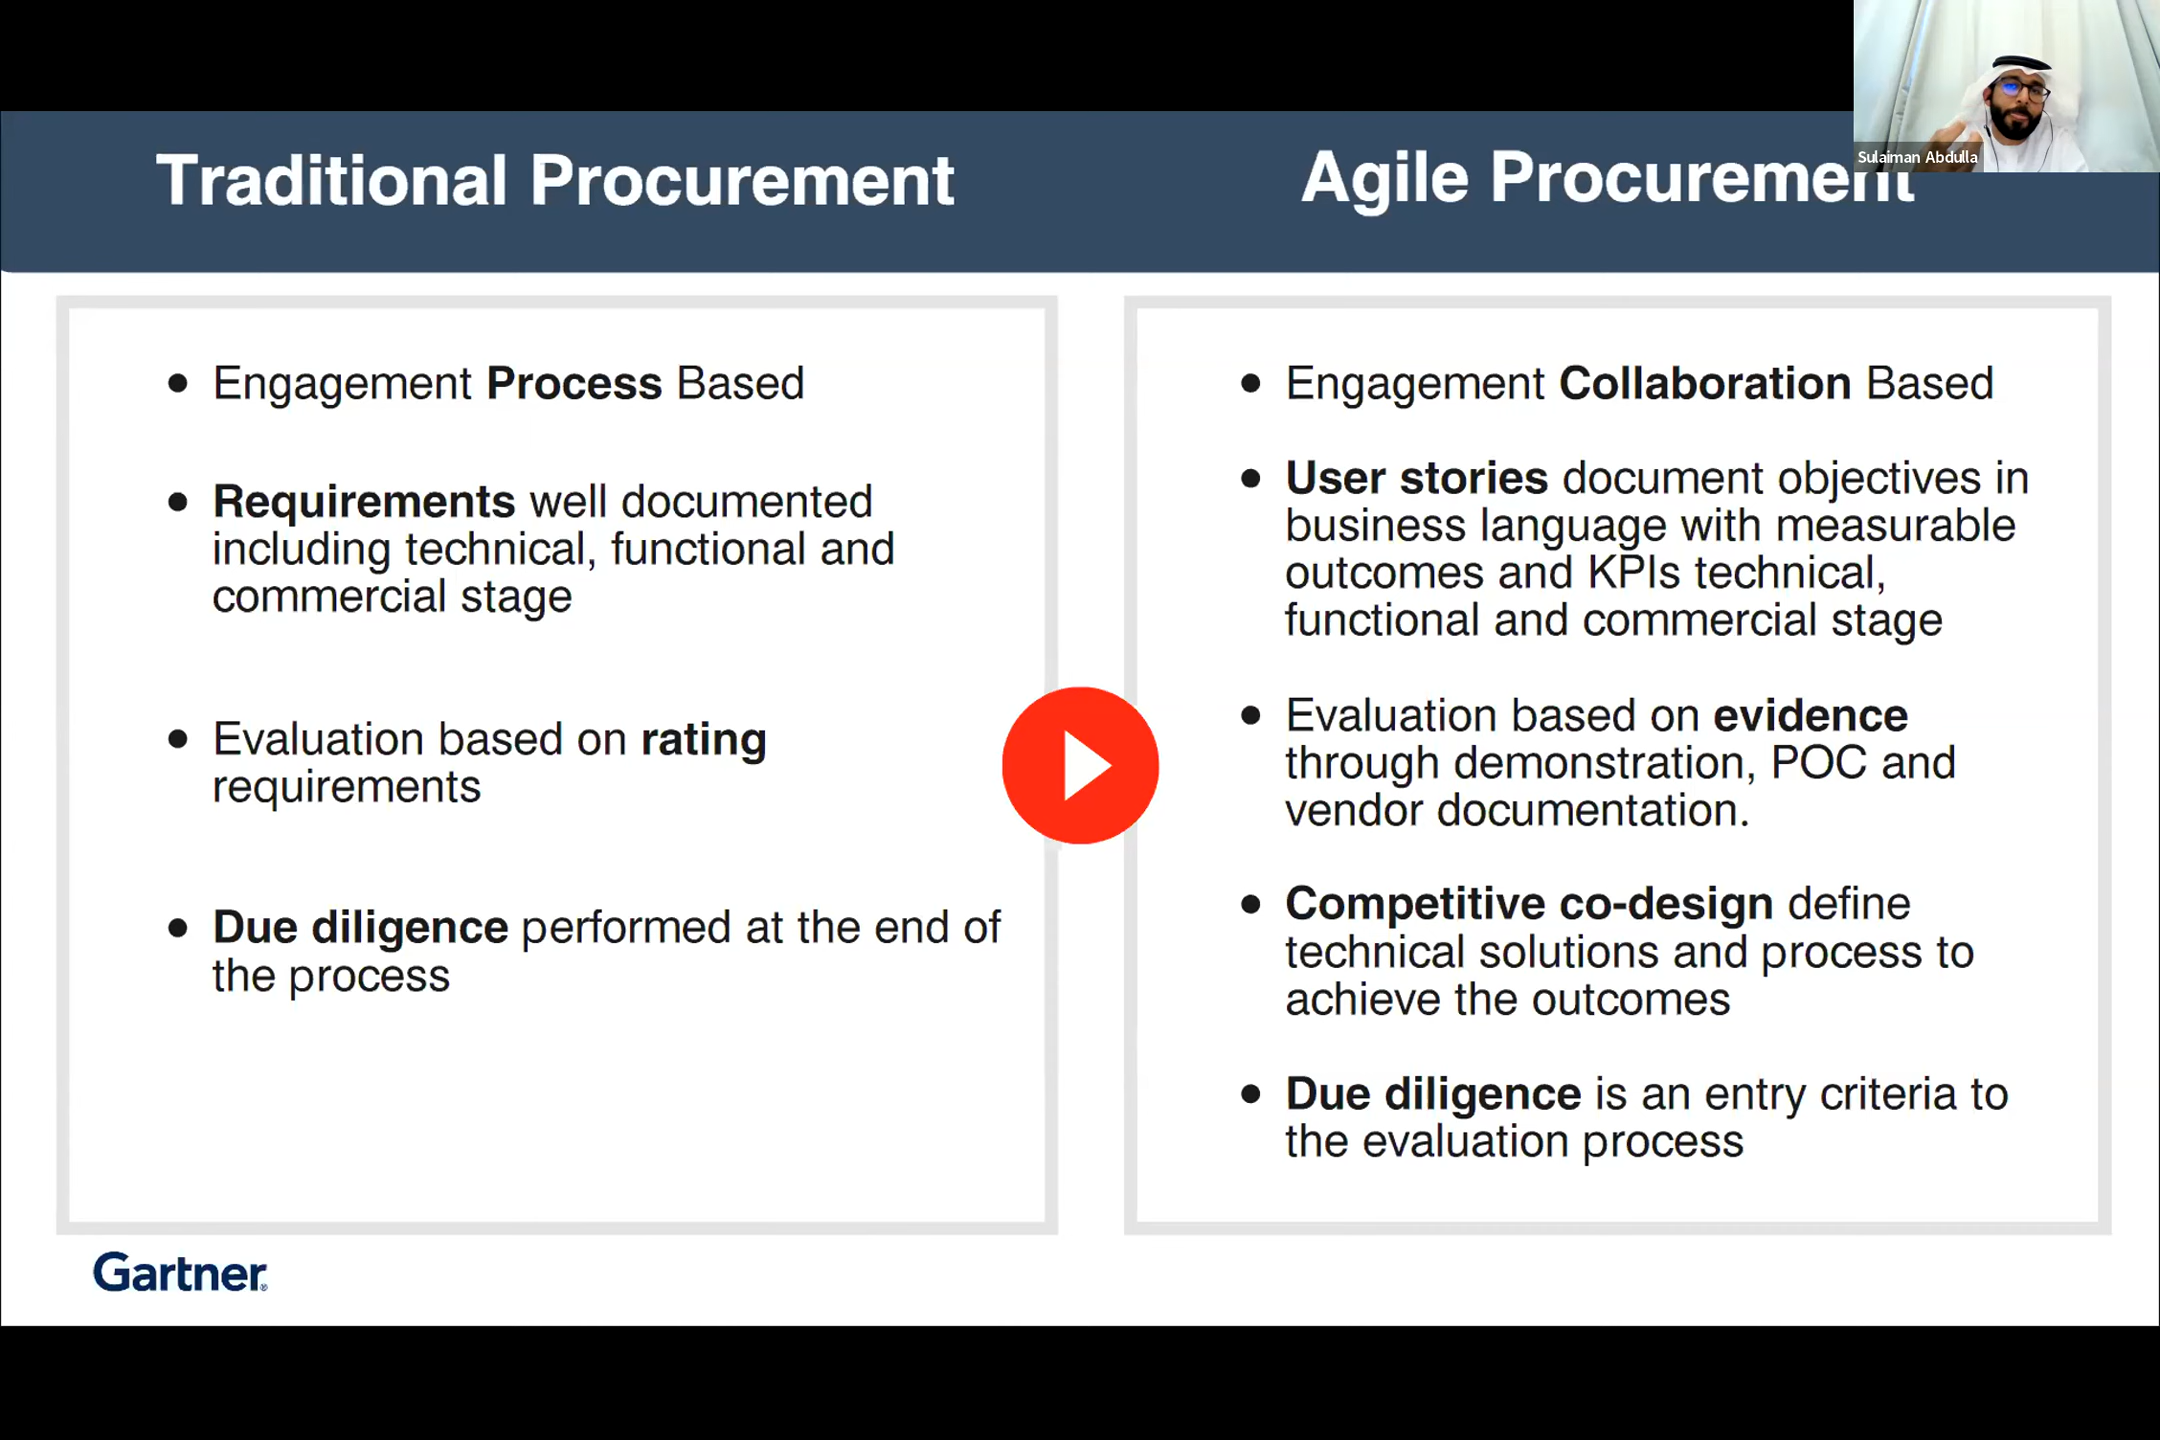 Sulaiman Abdulla
Traditional Procurement
• Engagement Process Based
• Requirements well documented
including technical, functional and
commercial stage
• Evaluation based on rating
requirements
• Due diligence performed at the end of
the process
Agile Procurement
• Engagement Collaboration Based
• User stories document objectives in
business language with measurable
outcomes and KPIs technical,
functional and commercial stage
• Evaluation based on evidence
through demonstration, POC and
vendor documentation.
• Competitive co-design define
technical solutions and process to
achieve the outcomes
• Due diligence is an entry criteria to
the evaluation process
Gartner®